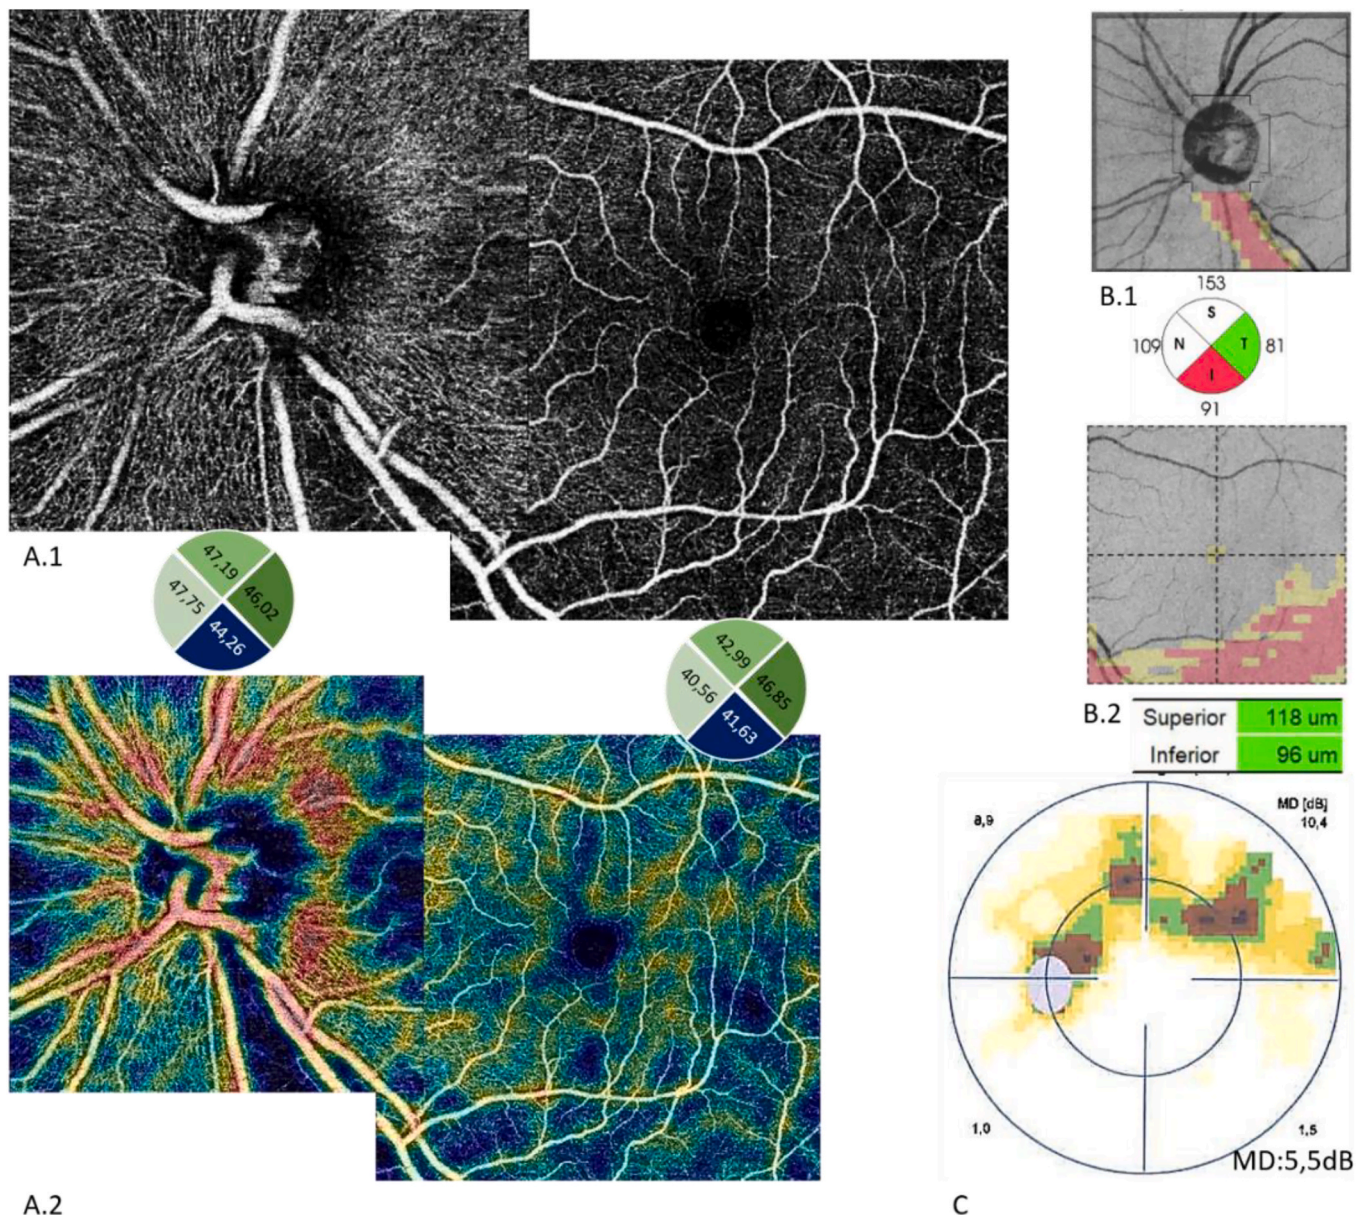 B.1
153
S
109 N T 81
I
91
A.1
47,19
47,75 46,02
44,26
42,99
40,56 46,85
41,63
B.2
Superior 118 um
Inferior 96 um
MD [dB]
8,9 10,4
1,0 1,5
MD:5,5dB
A.2
C